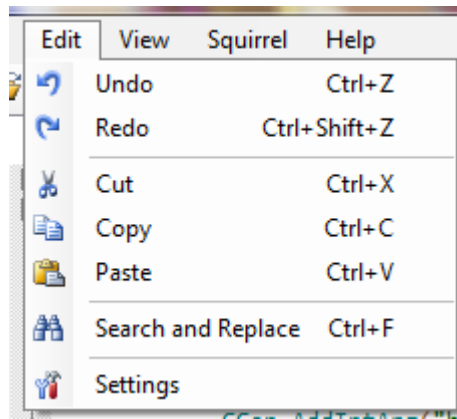 Edit View Squirrel Help
Undo Ctrl+Z
Redo Ctrl+Shift+Z
Cut Ctrl+X
Copy Ctrl+C
Paste Ctrl+V
Search and Replace Ctrl+F
Settings